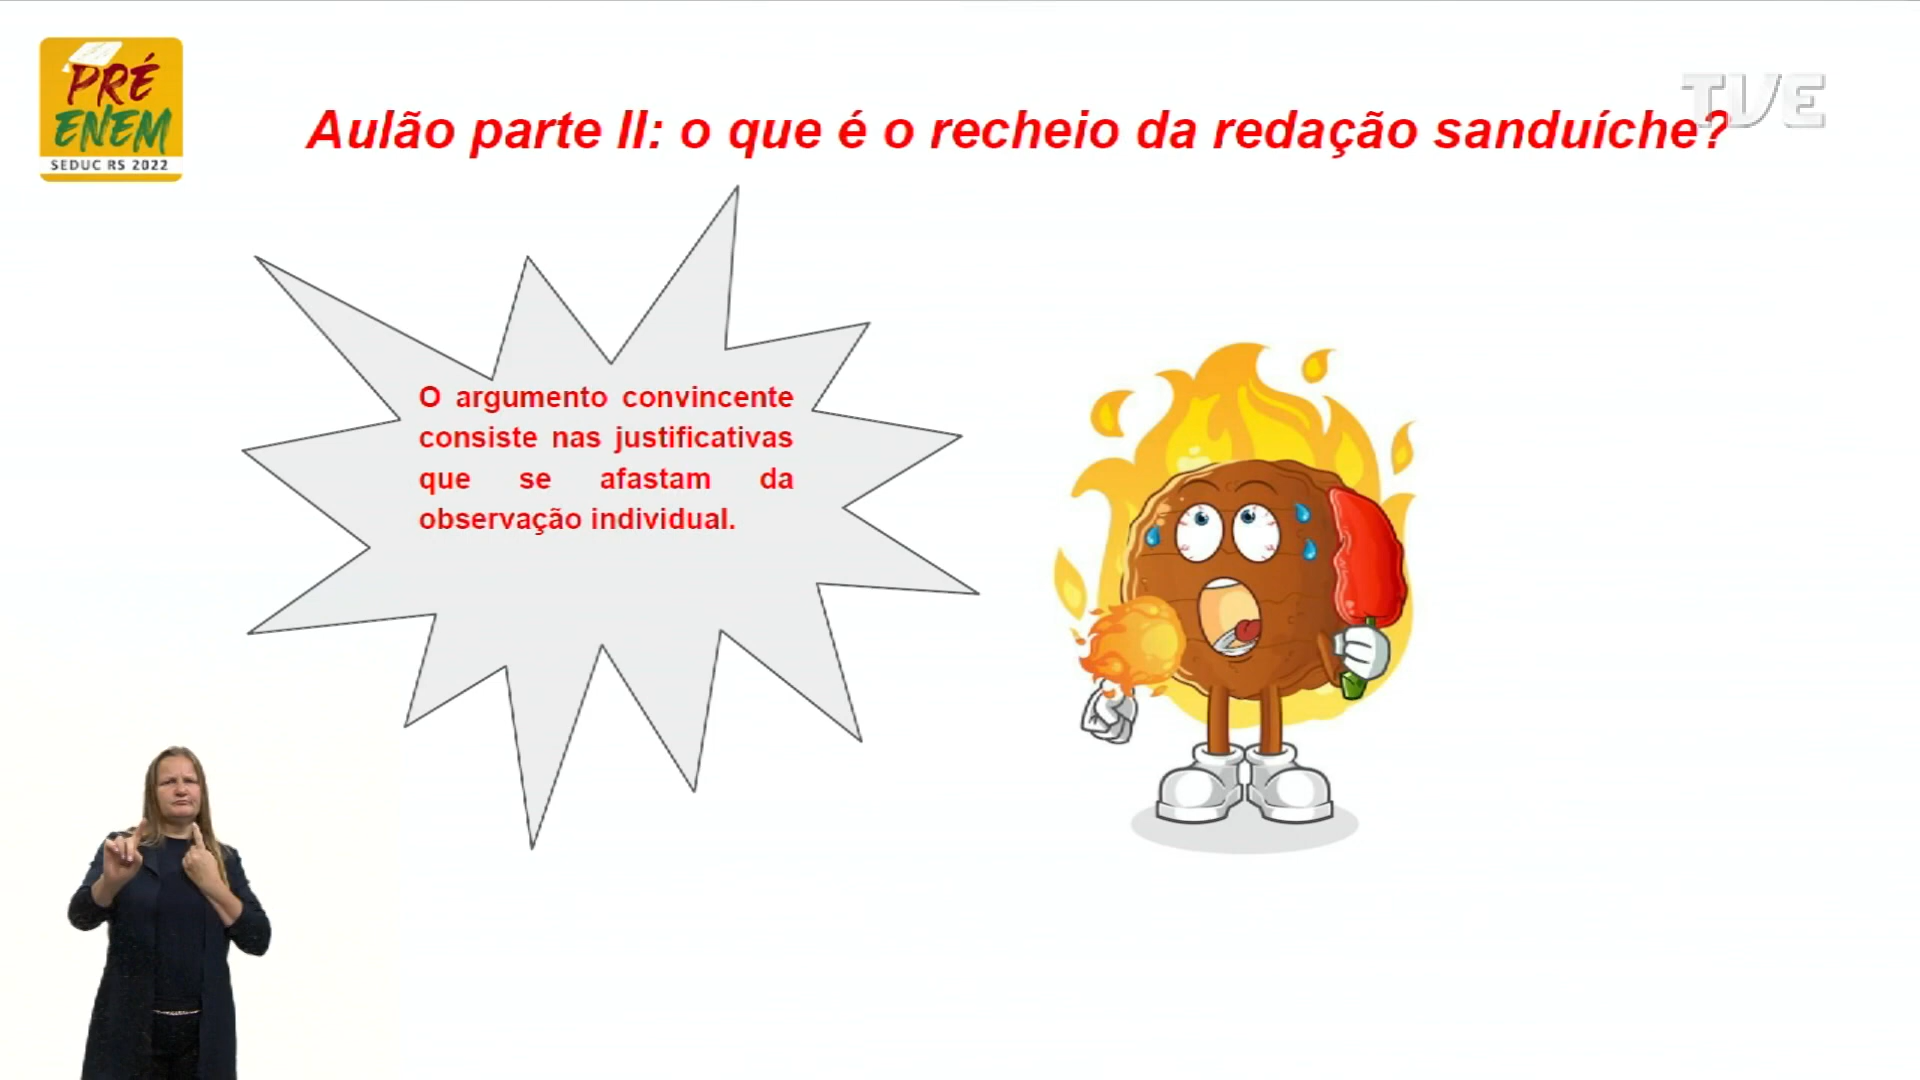 PRÉ
ENEM
SEDUC RS 2022
TVE
Aulão parte II: o que é o recheio da redação sanduíche?
O argumento convincente
consiste nas justificativas
que se afastam da
observação individual.